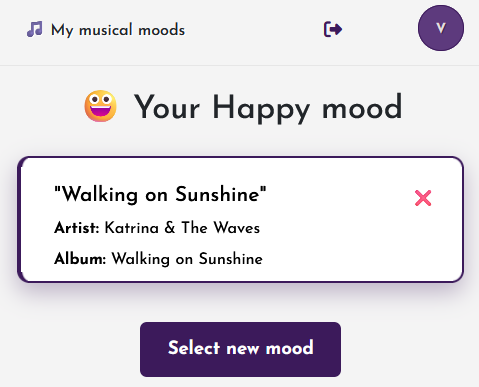 My musical moods
V
Your Happy mood
"Walking on Sunshine"
Artist: Katrina & The Waves
Album: Walking on Sunshine
Select new mood